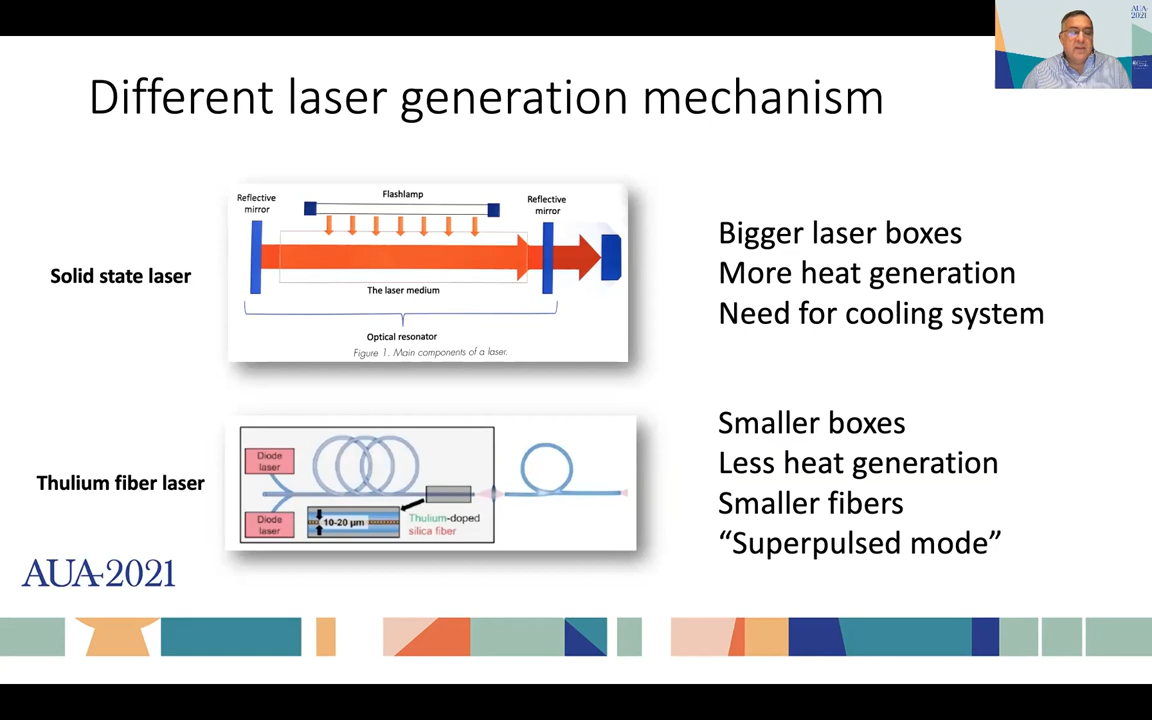 AUA
2021
Different laser generation mechanism
Solid state laser
Reflective
mirror
Flashlamp
Reflective
mirror
The laser medium
Optical resonator
Figure 1. Main components of a laser.
Bigger laser boxes
More heat generation
Need for cooling system
Thulium fiber laser
Diode
laser
Diode
laser
10-20 µm
Thulium-doped
silica fiber
Smaller boxes
Less heat generation
Smaller fibers
“Superpulsed mode”
AUA2021